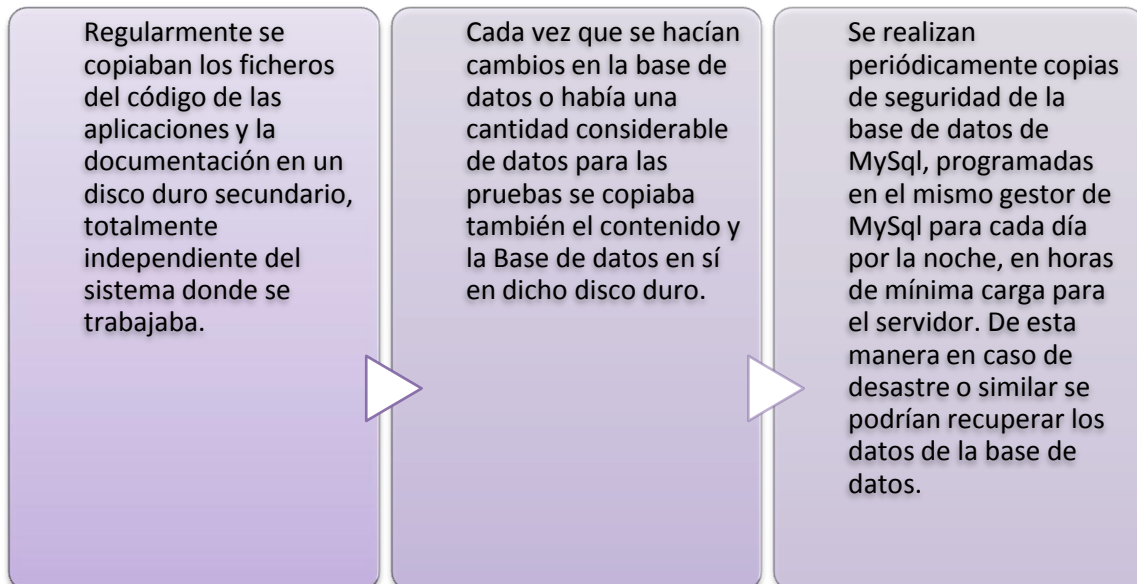 Regularmente se
copiaban los ficheros
del código de las
aplicaciones y la
documentación en un
disco duro secundario,
totalmente
independiente del
sistema donde se
trabajaba.
Cada vez que se hacían
cambios en la base de
datos o había una
cantidad considerable
de datos para las
pruebas se copiaba
también el contenido y
la Base de datos en sí
en dicho disco duro.
Se realizan
periódicamente copias
de seguridad de la
base de datos de
MySql, programadas
en el mismo gestor de
MySql para cada día
por la noche, en horas
de mínima carga para
el servidor. De esta
manera en caso de
desastre o similar se
podrían recuperar los
datos de la base de
datos.